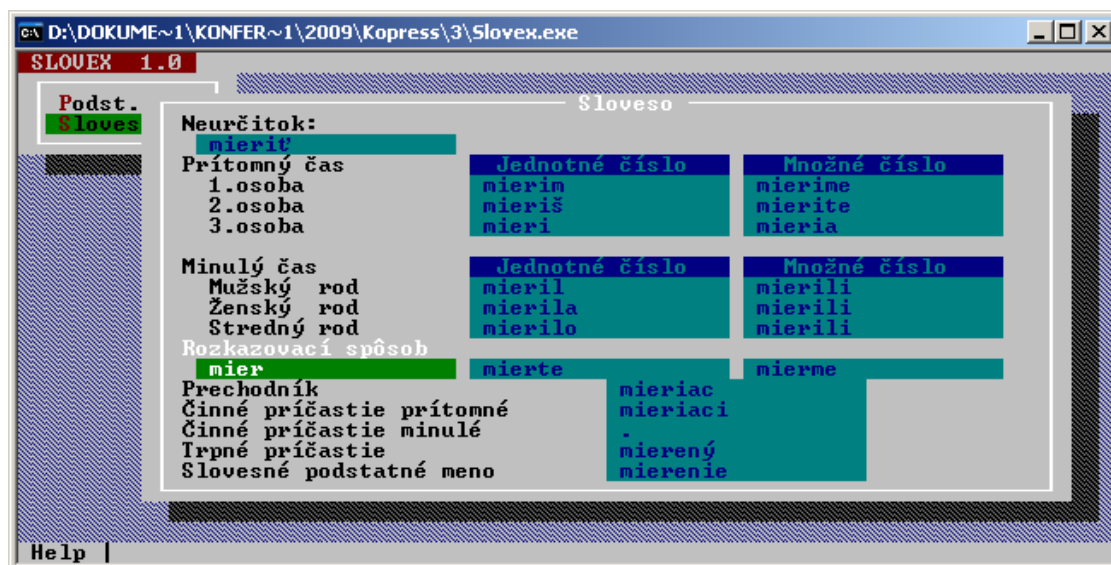 D:\DOKUME~1\KONFER~1\2009\Kopress\3\Slovex.exe
SLOVEX 1.0
Podst.
Sloves
Sloveso
Neurčitok:
mieriť
Prítomný čas Jednotné číslo Množné číslo
1.osoba mierim mierime
2.osoba mieriš mierite
3.osoba mieri mieria
Minulý čas Jednotné číslo Množné číslo
Mužský rod mieril mierili
Ženský rod mierila mierili
Stredný rod mierilo mierili
Rozkazovací spôsob
mier mierte mierme
Prechodník mieriac
Činné príčastie prítomné mieriaci
Činné príčastie minulé .
Trpné príčastie mierený
Slovesné podstatné meno mierenie
Help |